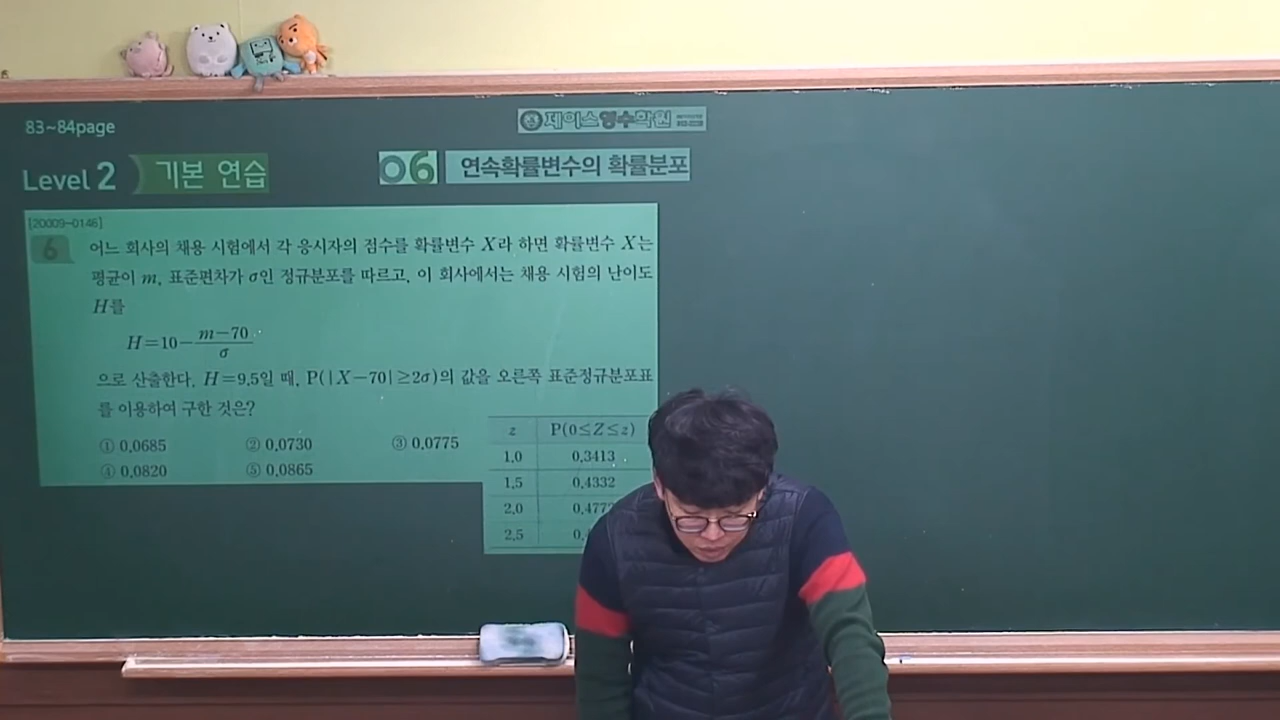 83~84page
제이스영수학원
Level 2 기본 연습
06 연속확률변수의 확률분포
[20009-0146]
6 어느 회사의 채용 시험에서 각 응시자의 점수를 확률변수 X라 하면 확률변수 X는
평균이 m, 표준편차가 σ인 정규분포를 따르고, 이 회사에서는 채용 시험의 난이도
H를
H=10-\frac{m-70}{σ}
으로 산출한다. H=9.5일 때, P(|X-70|≥2σ)의 값을 오른쪽 표준정규분포표
를 이용하여 구한 것은?
① 0.0685 ② 0.0730 ③ 0.0775
④ 0.0820 ⑤ 0.0865
z P(0≤Z≤z)
1.0 0.3413
1.5 0.4332
2.0
2.5